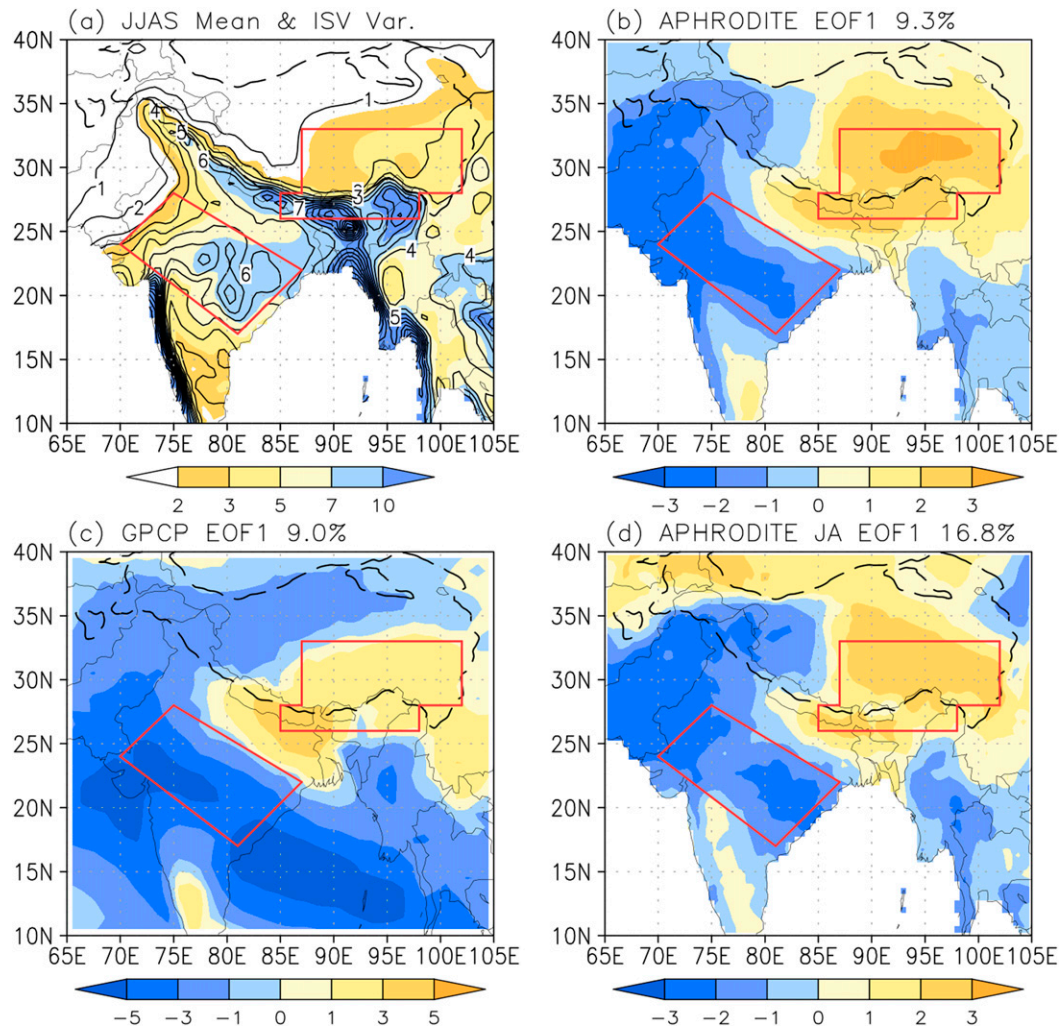 (a) JJAS Mean & ISV Var.
(b) APHRODITE EOF1 9.3%
40N
35N
30N
25N
20N
15N
10N
4
5
6
1
1
2
3
7
4
6
4
5
65E 70E 75E 80E 85E 90E 95E 100E 105E
2 3 5 7 10
40N
35N
30N
25N
20N
15N
10N
65E 70E 75E 80E 85E 90E 95E 100E 105E
−3 −2 −1 0 1 2 3
(c) GPCP EOF1 9.0%
(d) APHRODITE JA EOF1 16.8%
40N
35N
30N
25N
20N
15N
10N
65E 70E 75E 80E 85E 90E 95E 100E 105E
−5 −3 −1 0 1 3 5
40N
35N
30N
25N
20N
15N
10N
65E 70E 75E 80E 85E 90E 95E 100E 105E
−3 −2 −1 0 1 2 3